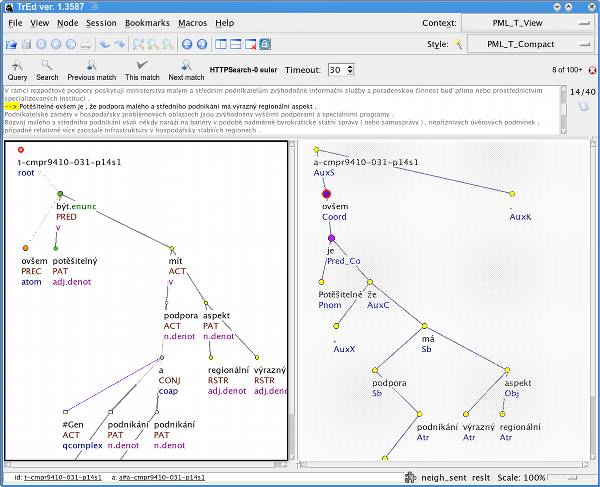 TrEd ver. 1.3587
File View Node Session Bookmarks Macros Help Context: PML_T_View
Style: PML_T_Compact
Query Search Previous match This match Next match HTTPSearch-0 euler Timeout: 30 8 of 100+
V rámci rozpočtové podpory poskytují ministerstva malým a středním podnikatelům zvýhodněné informační služby a poradenskou činnost buď přímo nebo prostřednictvím
specializovaných institucí .
--> Potěšitelné ovšem je , že podpora malého a středního podnikání má výrazný regionální aspekt .
Podnikatelské záměry v hospodářsky problémových oblastech jsou zvýhodněny vyššími podporami a speciálními programy .
Rozvoj malého a středního podnikání však někdy naráží na bariéry v podobě nadměrně byrokratické státní správy ( nebo samosprávy ) , nepříznivých úvěrových podmínek ,
případně relativně více zaostalé infrastruktury v hospodářsky slabších regionech .
14/40
t-cmpr9410-031-p14s1
root
být.enunc
PRED
v
ovšem
PREC
atom
potěšitelný
PAT
adj.denot
mít
ACT
v
podpora
ACT
n.denot
aspekt
PAT
n.denot
a
CONJ
coap
regionální
RSTR
adj.denot
výrazný
RSTR
adj.denot
#Gen
ACT
qcomplex
podnikání
PAT
n.denot
podnikání
PAT
n.denot
a-cmpr9410-031-p14s1
AuxS
ovšem
Coord
.
AuxK
je
Pred_Co
Potěšitelné
Pnom
že
AuxC
,
AuxX
má
Sb
podpora
Sb
aspekt
Obj
podnikání
Atr
výrazný
Atr
regionální
Atr
id: t-cmpr9410-031-p14s1 a: a#a-cmpr9410-031-p14s1 neigh_sent reslt Scale: 100%